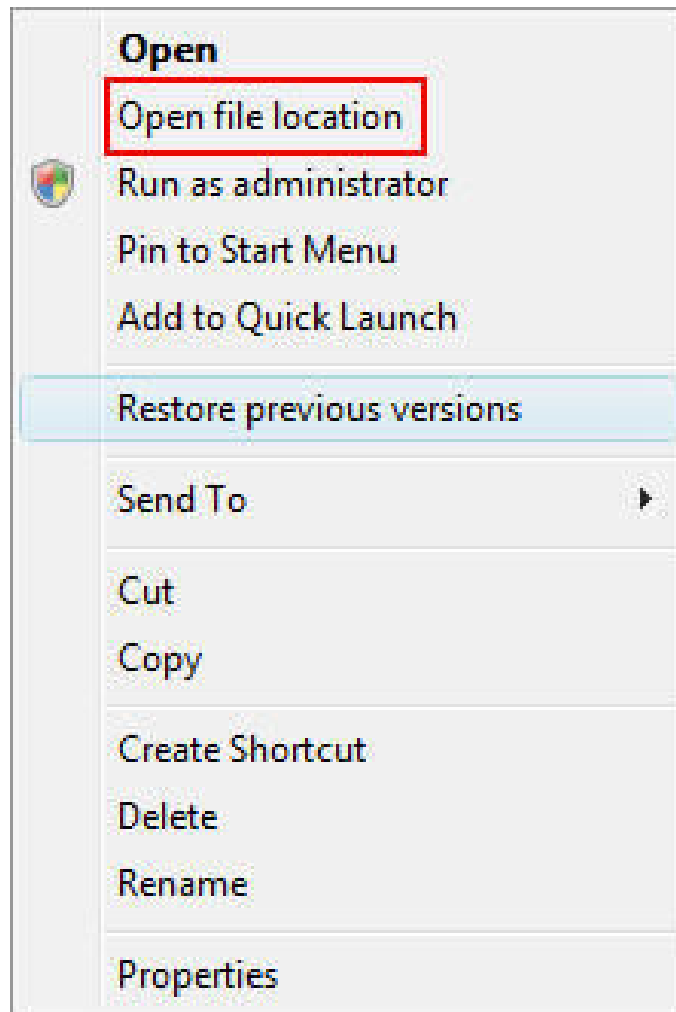 Open
Open file location
Run as administrator
Pin to Start Menu
Add to Quick Launch
Restore previous versions
Send To
Cut
Copy
Create Shortcut
Delete
Rename
Properties